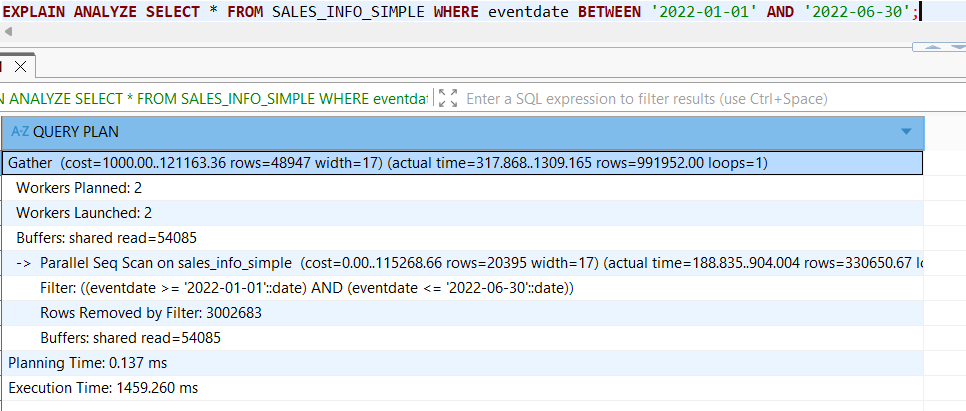 EXPLAIN ANALYZE SELECT * FROM SALES_INFO_SIMPLE WHERE eventdate BETWEEN '2022-01-01' AND '2022-06-30';
N ANALYZE SELECT * FROM SALES_INFO_SIMPLE WHERE eventdat
Enter a SQL expression to filter results (use Ctrl+Space)
A-Z QUERY PLAN
Gather (cost=1000.00..121163.36 rows=48947 width=17) (actual time=317.868..1309.165 rows=991952.00 loops=1)
Workers Planned: 2
Workers Launched: 2
Buffers: shared read=54085
-> Parallel Seq Scan on sales_info_simple (cost=0.00..115268.66 rows=20395 width=17) (actual time=188.835..904.004 rows=330650.67 lo
Filter: ((eventdate >= '2022-01-01'::date) AND (eventdate <= '2022-06-30'::date))
Rows Removed by Filter: 3002683
Buffers: shared read=54085
Planning Time: 0.137 ms
Execution Time: 1459.260 ms